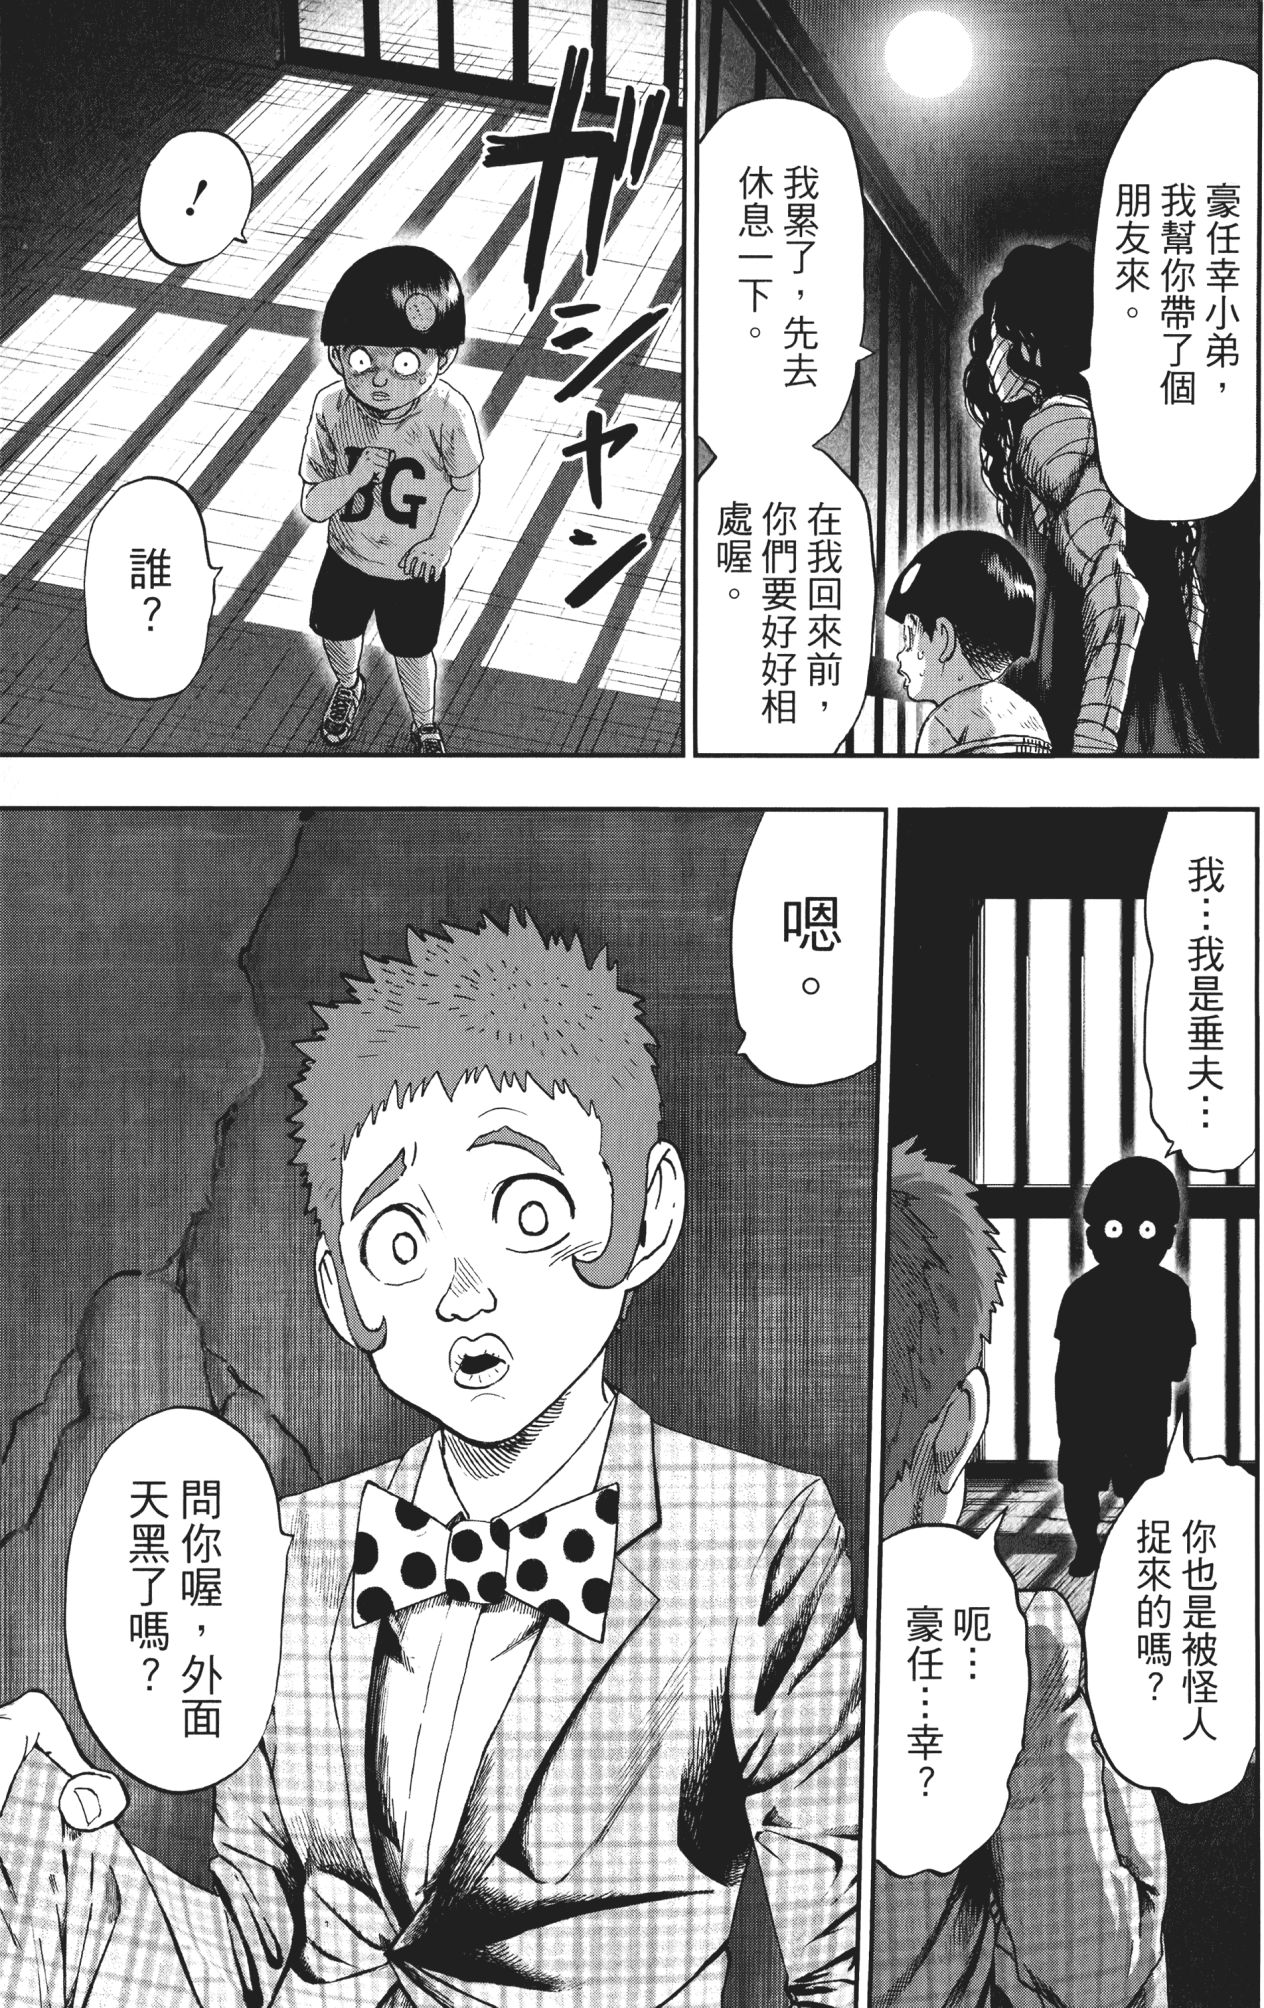 豪任幸小弟，
我幫你帶了個
朋友來。
我累了，先去
休息一下。
在我回來前，
你們要好好相
處喔。
ガシャン
！
BG
誰？
我…我是垂夫…
你也是被怪人
捉來的嗎？
呃…
豪任…幸？
嗯。
問你喔，外面
天黑了嗎？